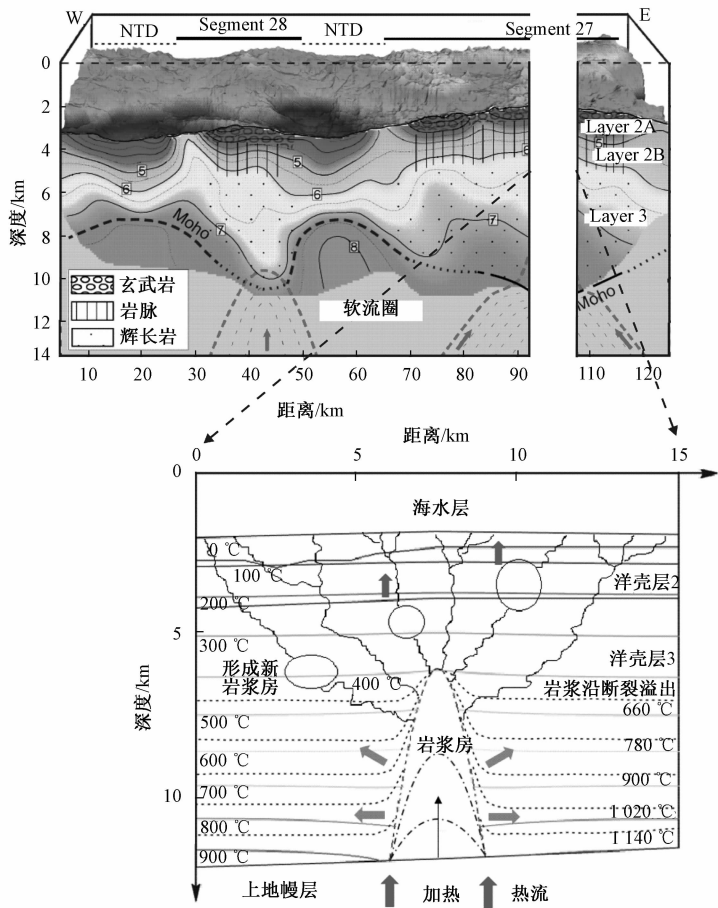 W E
Segment 28 Segment 27
NTD NTD
0
2
4
6
8
10
12
14
深度/km
Layer 2A
Layer 2B
Layer 3
5 5 5
6 6 6
7 7
8
Moho
Moho
玄武岩
岩脉
辉长岩
软流圈
10 20 30 40 50 60 70 80 90 110 120
距离/km
距离/km
0 5 10 15
0
5
10
深度/km
海水层
0 ℃
100 ℃
洋壳层2
200 ℃
300 ℃
洋壳层3
形成新
岩浆房
400 ℃
岩浆沿断裂溢出
500 ℃
660 ℃
岩浆房
780 ℃
600 ℃
900 ℃
700 ℃
1 020 ℃
800 ℃
1 140 ℃
900 ℃
上地幔层 加热 热流